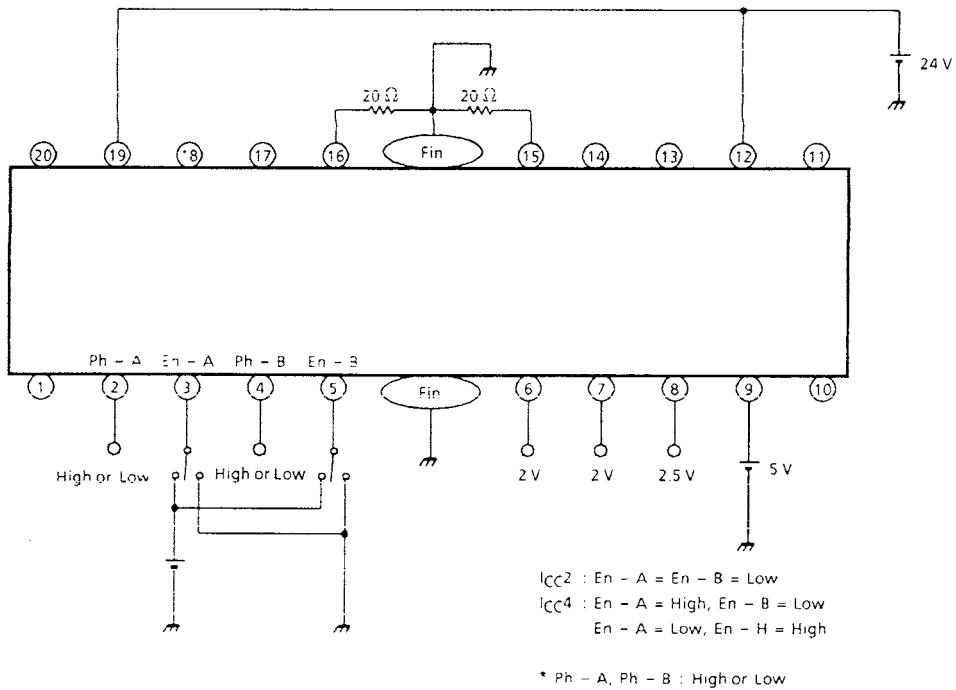 24 V
20 Ω 20 Ω
20 19 18 17 16 Fin 15 14 13 12 11
Ph – A En – A Ph – B En – B
1 2 3 4 5 Fin 6 7 8 9 10
High or Low High or Low 2 V 2 V 2.5 V 5 V
ICC2 : En – A = En – B = Low
ICC4 : En – A = High, En – B = Low
En – A = Low, En – H = High
* Ph – A, Ph – B : High or Low